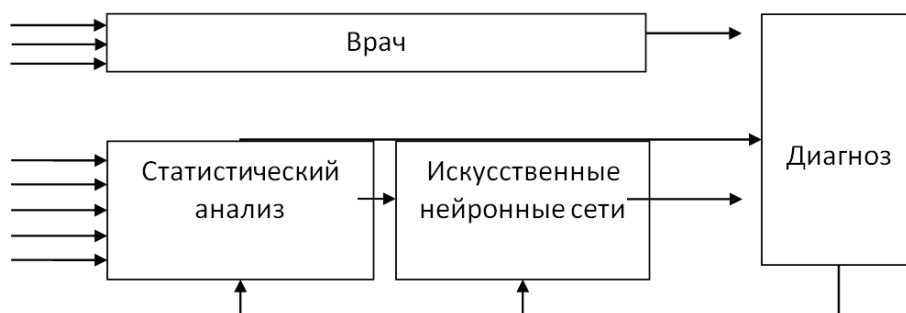 Врач
Статистический
анализ
Искусственные
нейронные сети
Диагноз